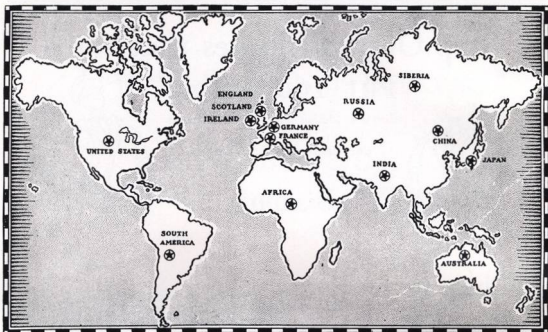 SIBERIA
ENGLAND
SCOTLAND
IRELAND
RUSSIA
GERMANY
FRANCE
UNITED STATES
CHINA
JAPAN
INDIA
AFRICA
SOUTH
AMERICA
AUSTRALIA